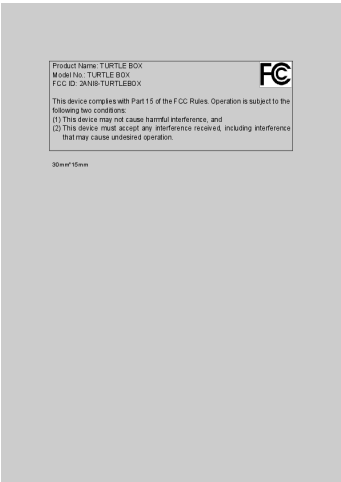 Product Name: TURTLE BOX
Model No.: TURTLE BOX
FCC ID: 2ANI8-TURTLEBOX
FC
This device complies with Part 15 of the FCC Rules. Operation is subject to the
following two conditions:
(1) This device may not cause harmful interference, and
(2) This device must accept any interference received, including interference
that may cause undesired operation.
30mm*15mm